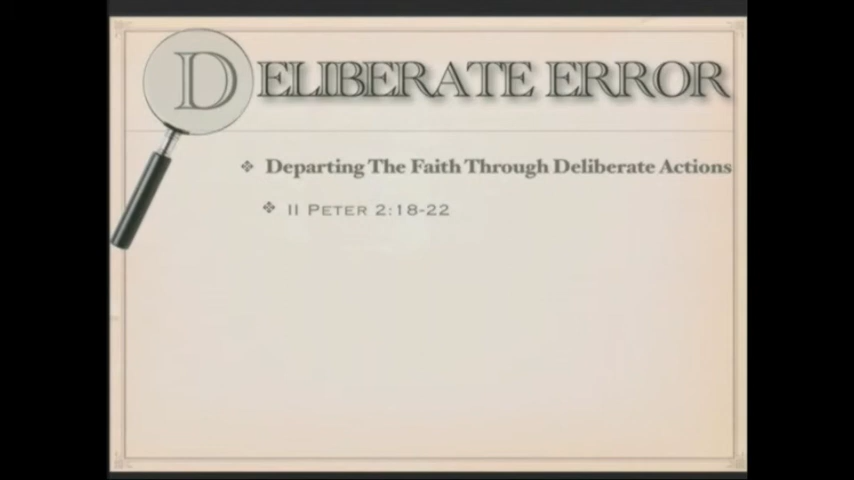 DELIBERATE ERROR
Departing The Faith Through Deliberate Actions
II PETER 2:18-22